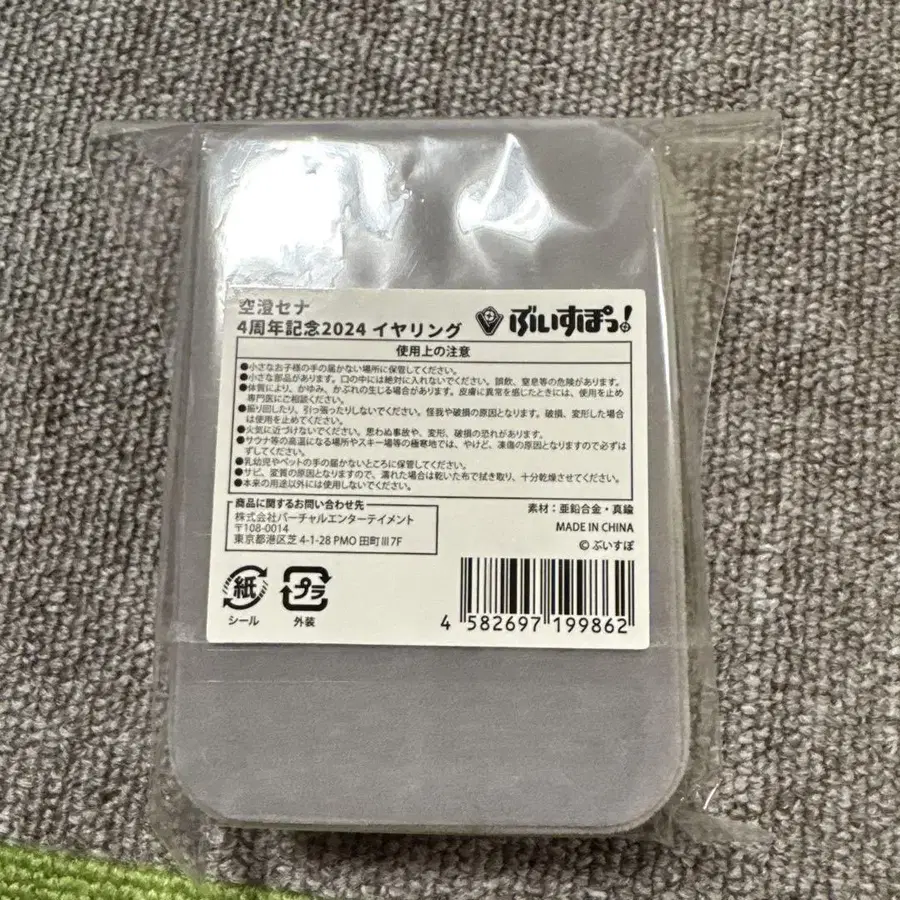 空澄セナ
4周年記念2024 イヤリング
ぶいすぽっ!
使用上の注意
●小さなお子様の手の届かない場所に保管してください。
●小さな部品があります。口の中には絶対に入れないでください。誤飲、窒息等の危険があります。
●体質により、かゆみ、かぶれの生じる場合があります。皮膚に異常を感じたときには、使用を止め
専門医にご相談ください。
●振り回したり、引っ張ったりしないでください。怪我や破損の原因となります。破損、変形した場合
は使用を止めてください。
●火気に近づけないでください。思わぬ事故や、変形、破損の恐れがあります。
●サウナ等の高温になる場所やスキー場等の極寒地では、やけど、凍傷の原因となりますので必ずは
ずしてください。
●乳幼児やペットの手の届かないところに保管してください。
●サビ、変質の原因となりますので、濡れた場合は乾いた布で拭き取り、十分乾燥させてください。
●本来の用途以外には使用しないでください。
商品に関するお問い合わせ先
株式会社バーチャルエンターテイメント
〒108-0014
東京都港区芝 4-1-28 PMO 田町 III 7F
素材：亜鉛合金・真鍮
MADE IN CHINA
© ぶいすぽ
紙
シール
プラ
外装
4 582697 199862